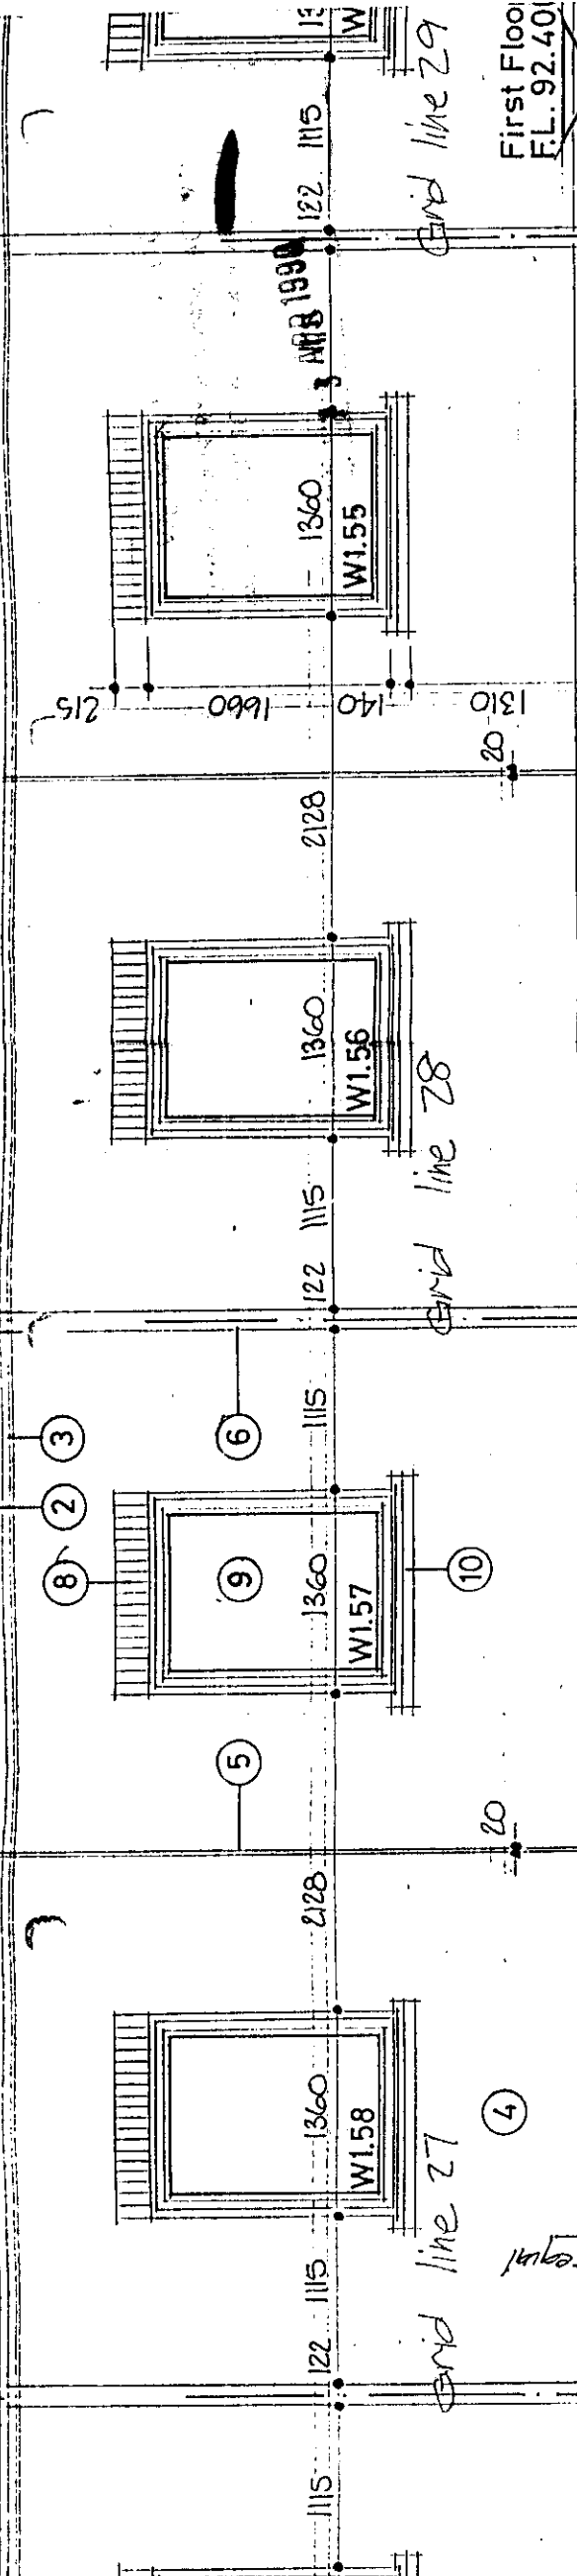 3
2
8
6
9
10
5
4
1115 122 1360 2128 1360 1115 122 1115 1360 2128 1360 1115 122 1115
W1.58
W1.57
W1.56
W1.55
215 1660 140 1310
20
20
Grid line 27
Grid line 28
Grid line 29
equal
First Floo
F.L. 92.40